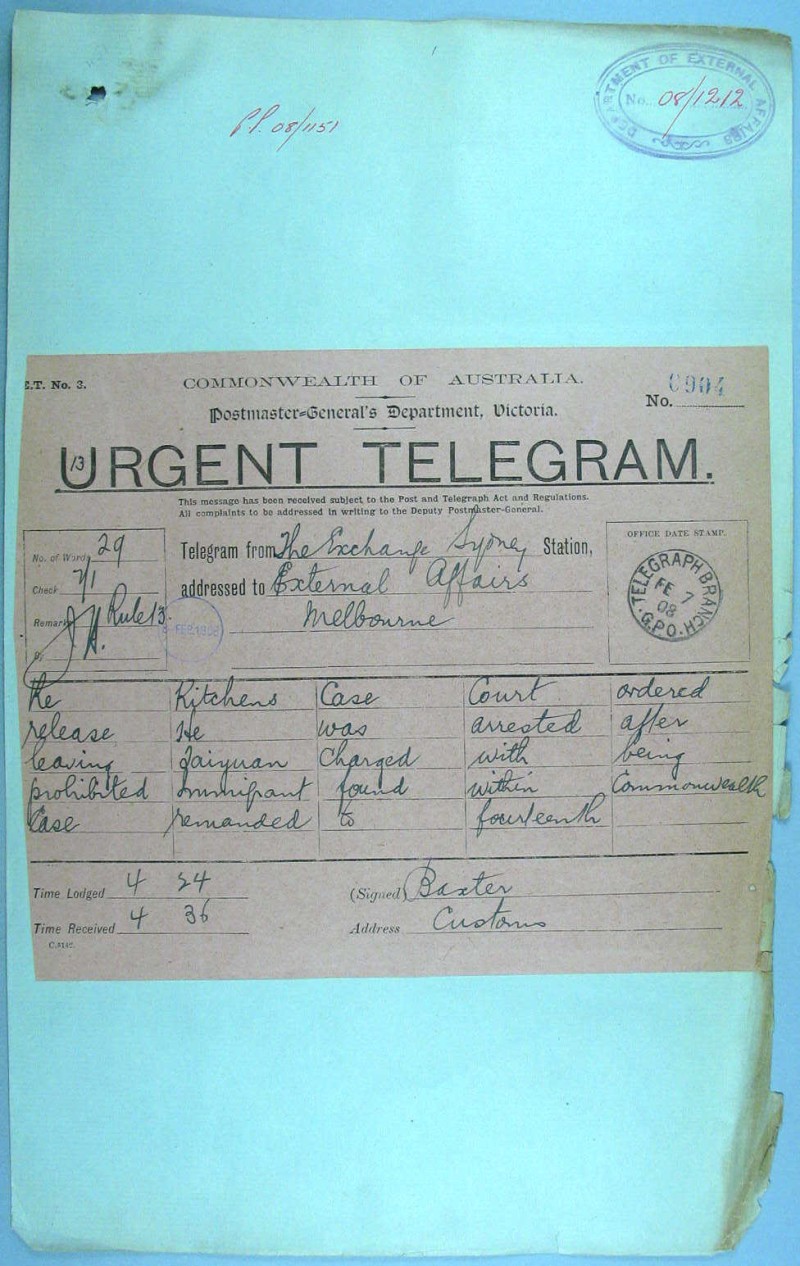 DEPARTMENT OF EXTERNAL AFFAIRS
No. 08/1212
P.P. 08/1151
E.T. No. 3.
COMMONWEALTH OF AUSTRALIA.
No. 0904
Postmaster-General's Department, Victoria.
13
URGENT TELEGRAM.
This message has been received subject to the Post and Telegraph Act and Regulations.
All complaints to be addressed in writing to the Deputy Postmaster-General.
No. of Words 29
Check 7/1
Remarks Rule 13.
By J.H.
Telegram from The Exchange Sydney Station,
addressed to External Affairs
Melbourne
FEB 1908
OFFICE DATE STAMP.
TELEGRAPH BRANCH
FE 7
08
G.P.O.
Re Kitchens Case Court ordered
release He was arrested after
leaving Taiyuan charged with being
prohibited immigrant found within Commonwealth
Case remanded to fourteenth
Time Lodged 4 24
(Signed) Baxter
Time Received 4 36
Address Customs